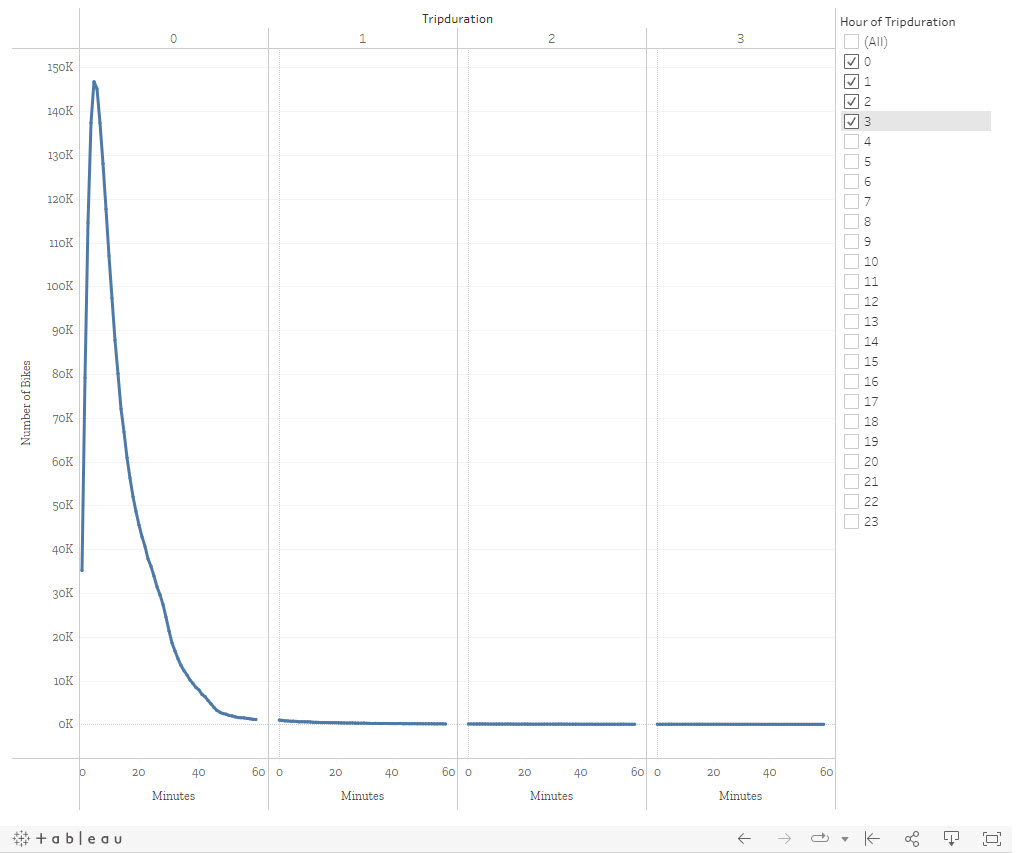 Tripduration
0 1 2 3
150K
140K
130K
120K
110K
100K
90K
80K
70K
60K
50K
40K
30K
20K
10K
0K
Number of Bikes
0 20 40 60 0 20 40 60 0 20 40 60 0 20 40 60
Minutes Minutes Minutes Minutes
Hour of Tripduration
(All)
0
1
2
3
4
5
6
7
8
9
10
11
12
13
14
15
16
17
18
19
20
21
22
23
+ a b l e a u